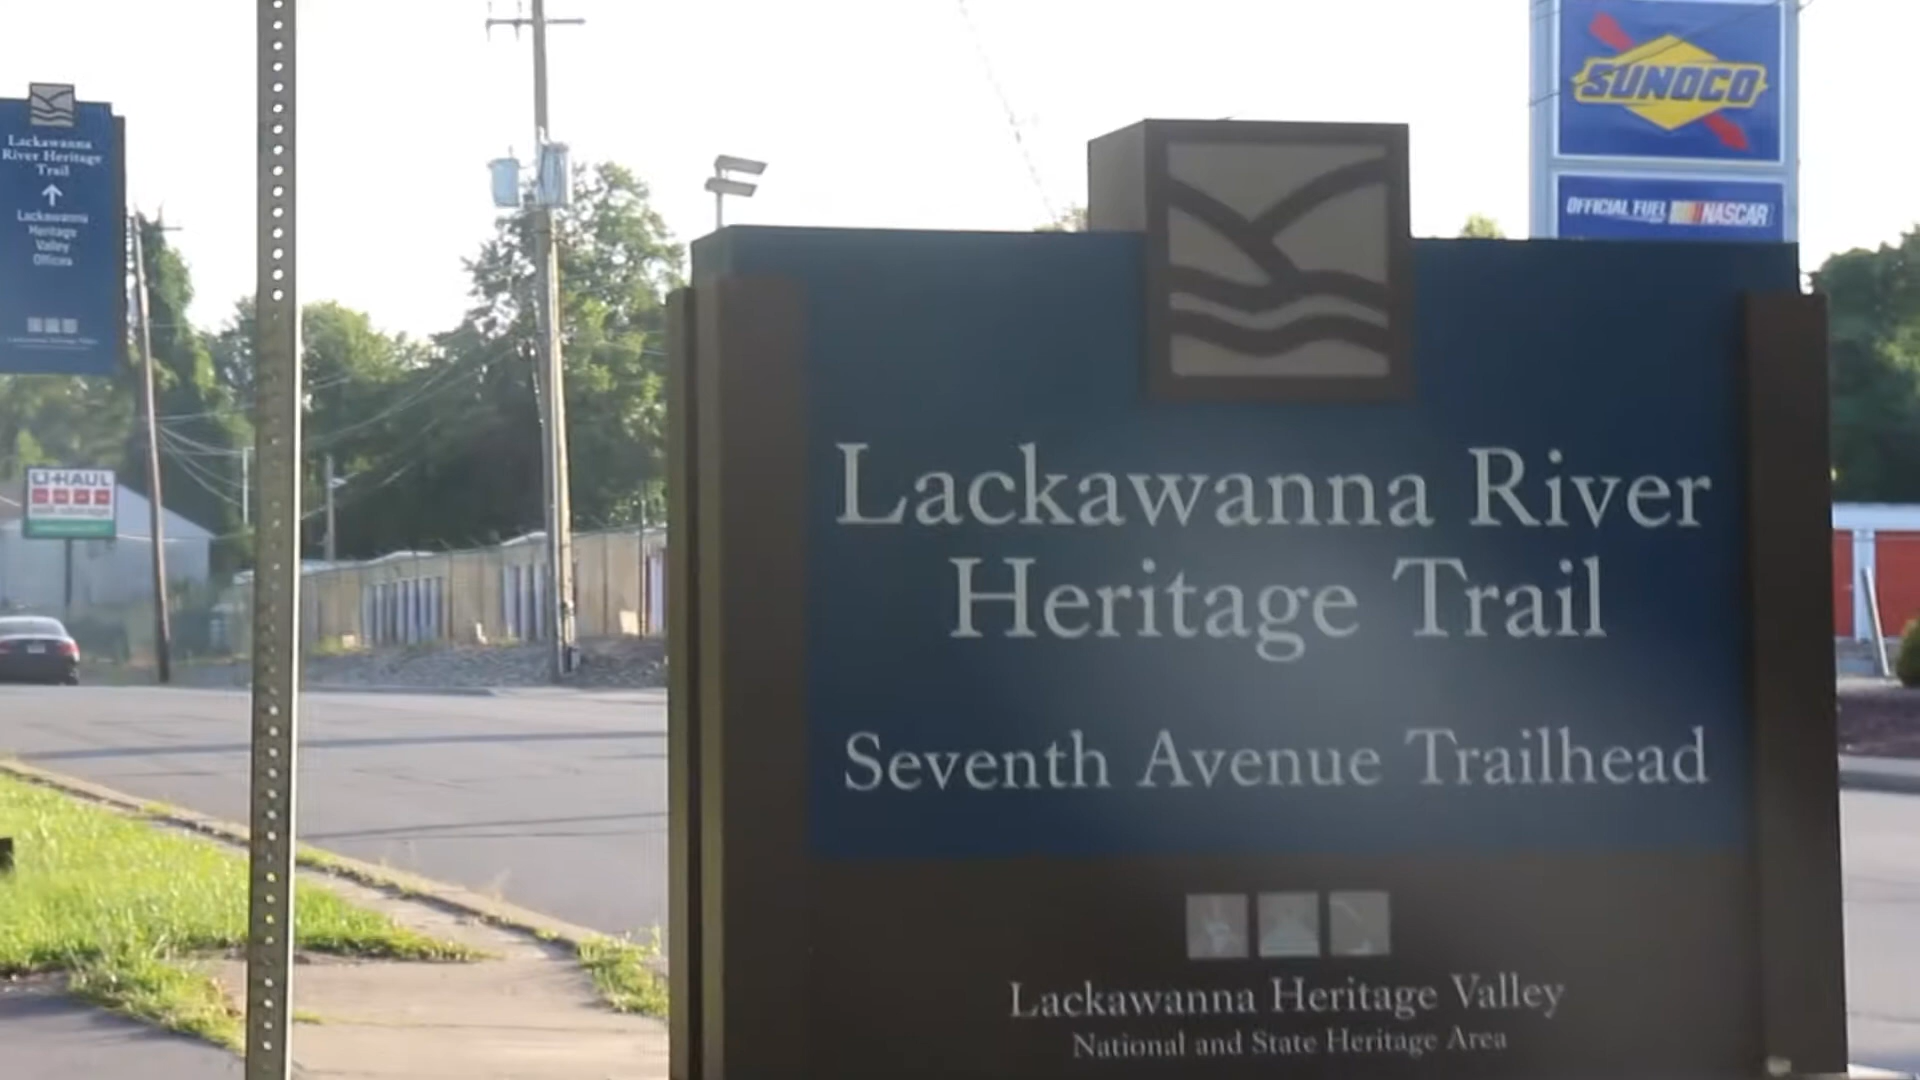 Lackawanna
River Heritage
Trail
Lackawanna
Heritage
Valley
Offices
U-HAUL
SUNOCO
OFFICIAL FUEL NASCAR
Lackawanna River
Heritage Trail
Seventh Avenue Trailhead
Lackawanna Heritage Valley
National and State Heritage Area